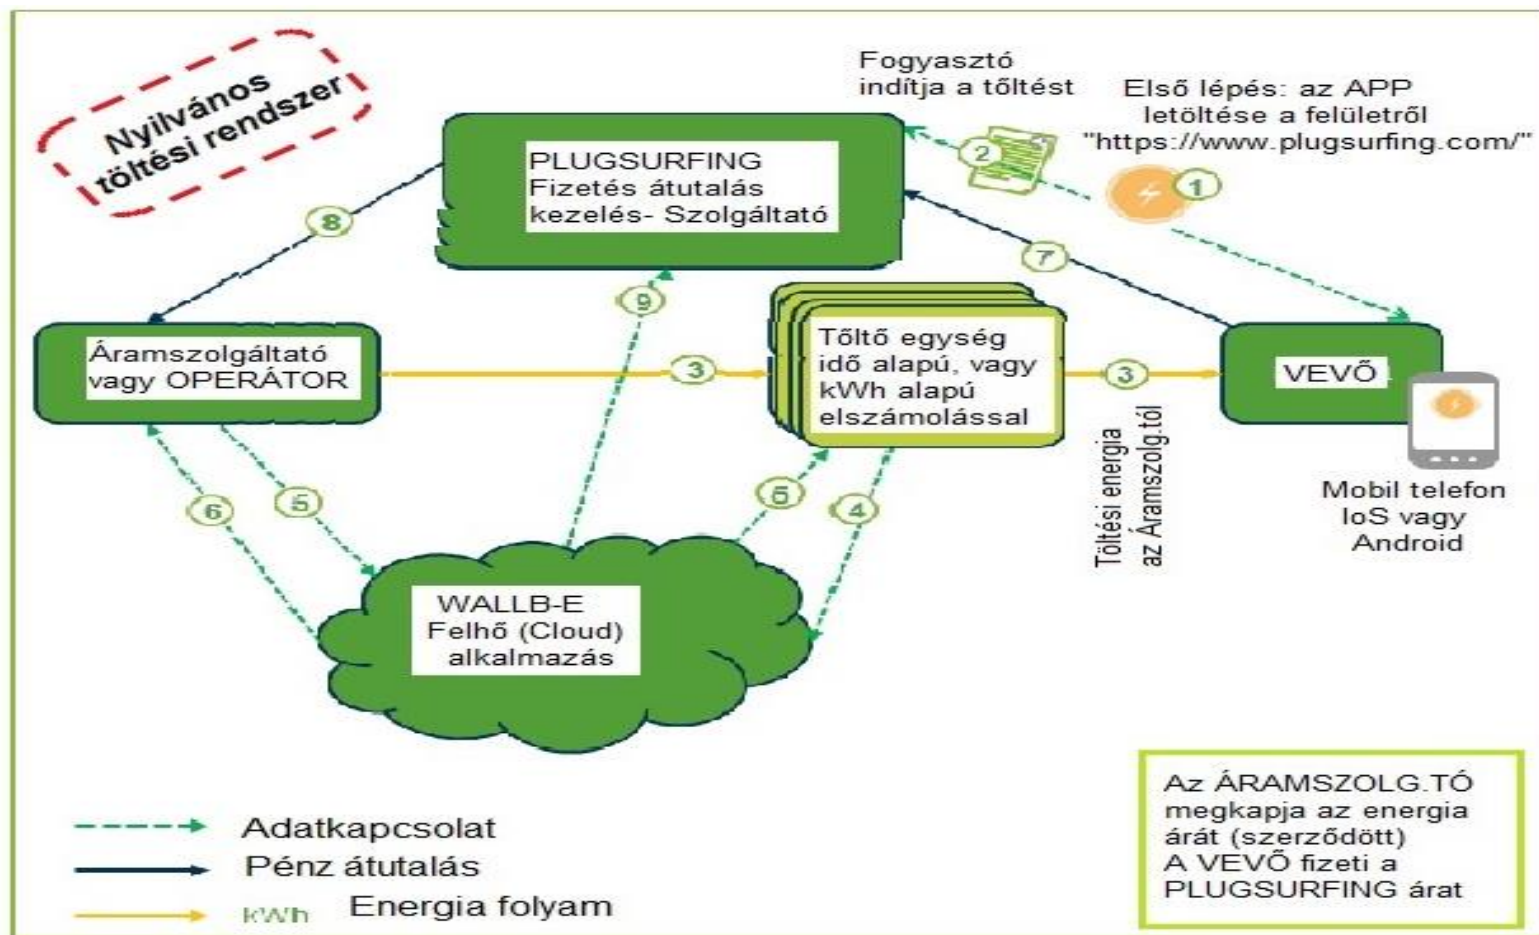 Nyilvános
töltési rendszer
Fogyasztó
indítja a tőltést
Első lépés: az APP
letöltése a felületről
"https://www.plugsurfing.com/"
2
1
PLUGSURFING
Fizetés átutalás
kezelés- Szolgáltató
8
7
9
Áramszolgáltató
vagy OPERÁTOR
3
Tőltő egység
idő alapú, vagy
kWh alapú
elszámolással
3
VEVŐ
Töltési energia
az Áramszolg.tól
Mobil telefon
IoS vagy
Android
6
5
6
4
WALLB-E
Felhő (Cloud)
alkalmazás
Adatkapcsolat
Pénz átutalás
kWh Energia folyam
Az ÁRAMSZOLG.TÓ
megkapja az energia
árát (szerződött)
A VEVŐ fizeti a
PLUGSURFING árat